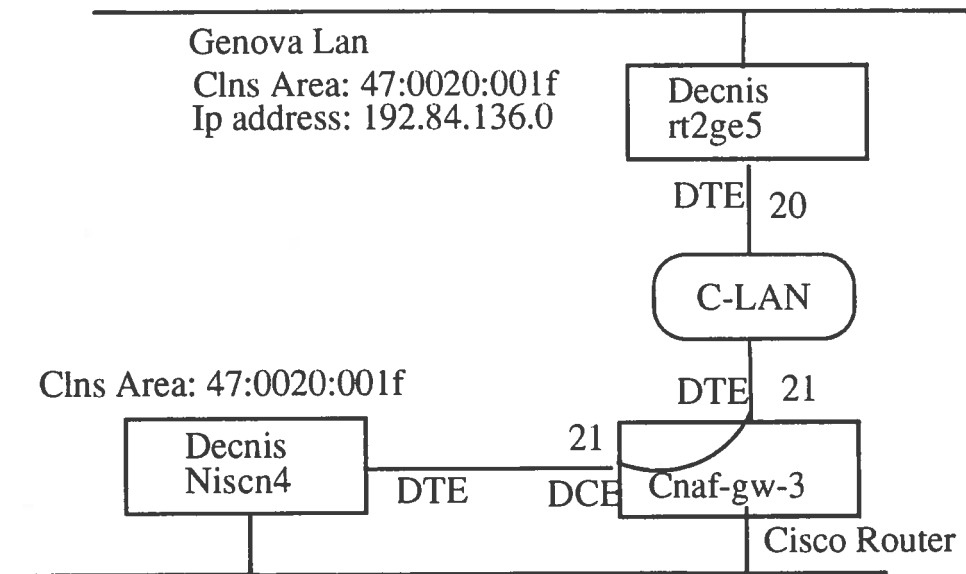 Genova Lan
Clns Area: 47:0020:001f
Ip address: 192.84.136.0
Decnis
rt2ge5
DTE
20
C-LAN
DTE
21
Clns Area: 47:0020:001f
Decnis
Niscn4
DTE
21
DCE
Cnaf-gw-3
Cisco Router